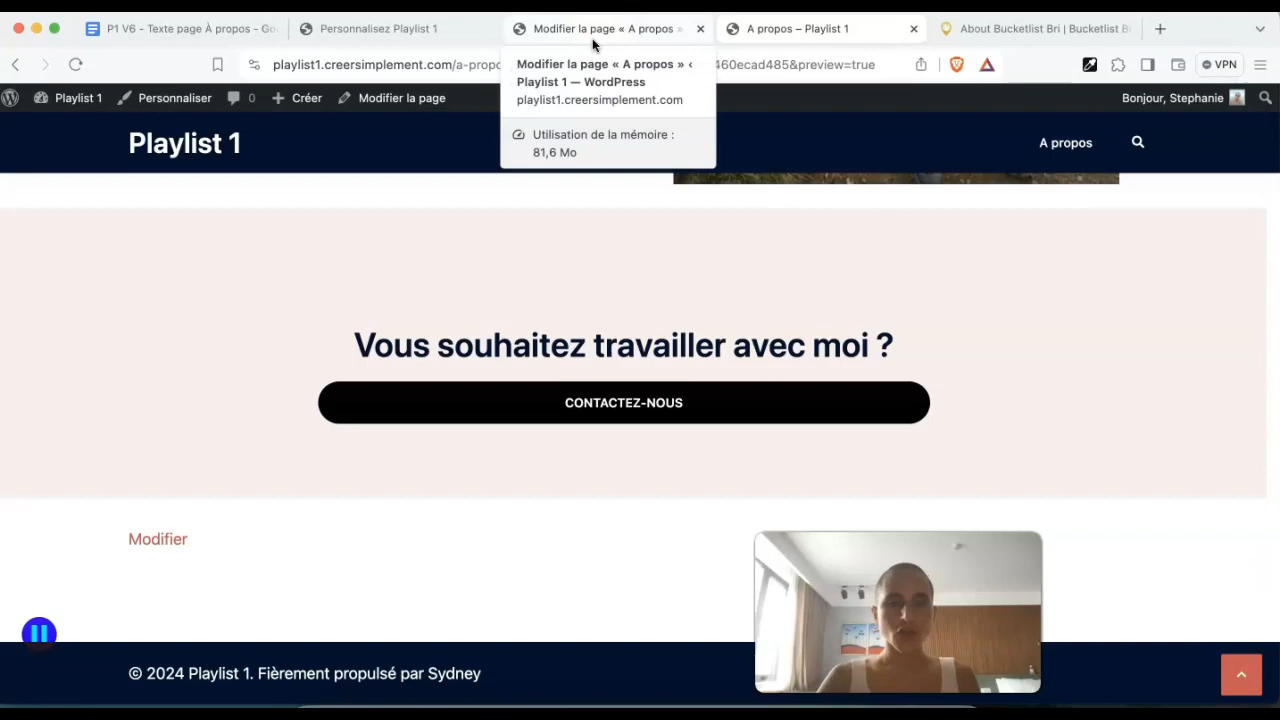 P1 V6 - Texte page À propos - Go
Personnalisez Playlist 1
Modifier la page « A propos »
A propos – Playlist 1
About Bucketlist Bri | Bucketlist B
playlist1.creersimplement.com/a-propo
460ecad485&preview=true
VPN
Modifier la page « A propos » ‹
Playlist 1 — WordPress
playlist1.creersimplement.com
Utilisation de la mémoire :
81,6 Mo
Playlist 1
Personnaliser
0
Créer
Modifier la page
Bonjour, Stephanie
Playlist 1
A propos
Vous souhaitez travailler avec moi ?
CONTACTEZ-NOUS
Modifier
© 2024 Playlist 1. Fièrement propulsé par Sydney